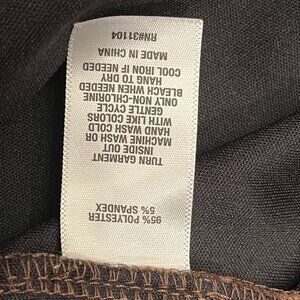 95% POLYESTER
5% SPANDEX
TURN GARMENT
INSIDE OUT
MACHINE WASH OR
HAND WASH COLD
WITH LIKE COLORS
GENTLE CYCLE
ONLY NON-CHLORINE
BLEACH WHEN NEEDED
HANG TO DRY
COOL IRON IF NEEDED
MADE IN CHINA
RN#31104